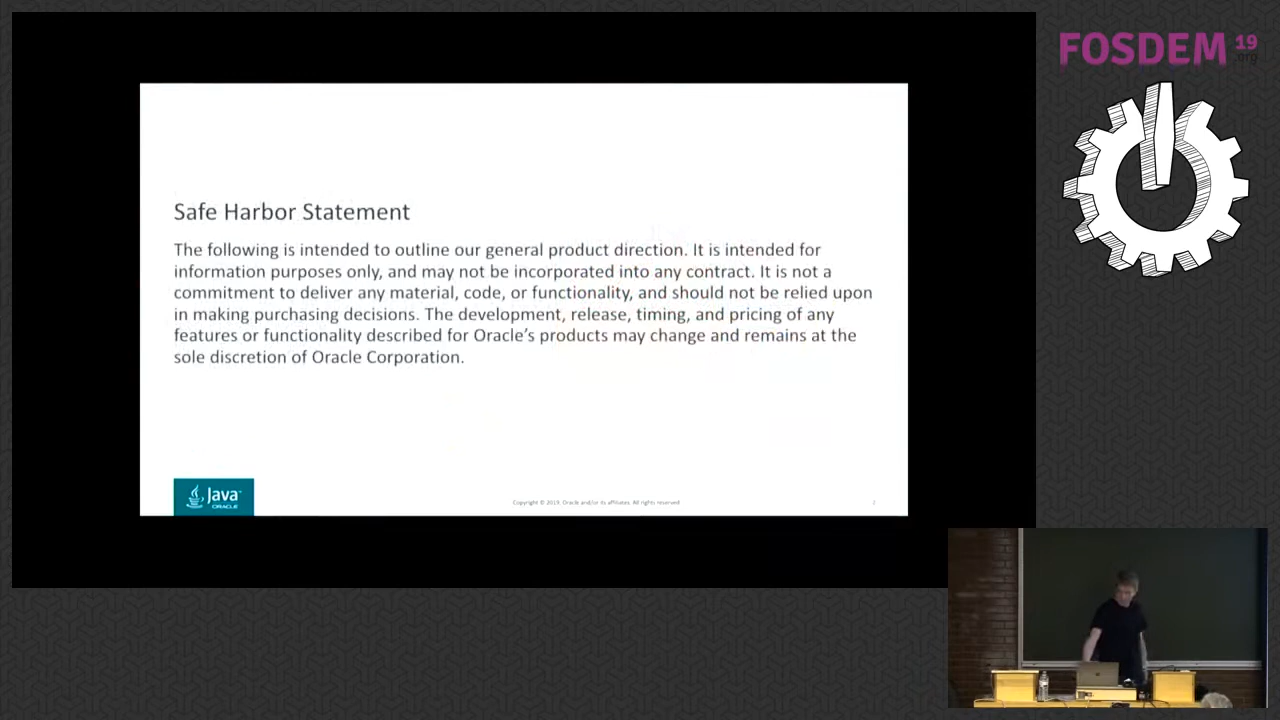 FOSDEM 19
.org
Safe Harbor Statement
The following is intended to outline our general product direction. It is intended for
information purposes only, and may not be incorporated into any contract. It is not a
commitment to deliver any material, code, or functionality, and should not be relied upon
in making purchasing decisions. The development, release, timing, and pricing of any
features or functionality described for Oracle’s products may change and remains at the
sole discretion of Oracle Corporation.
Java™
ORACLE
Copyright © 2019, Oracle and/or its affiliates. All rights reserved.
2